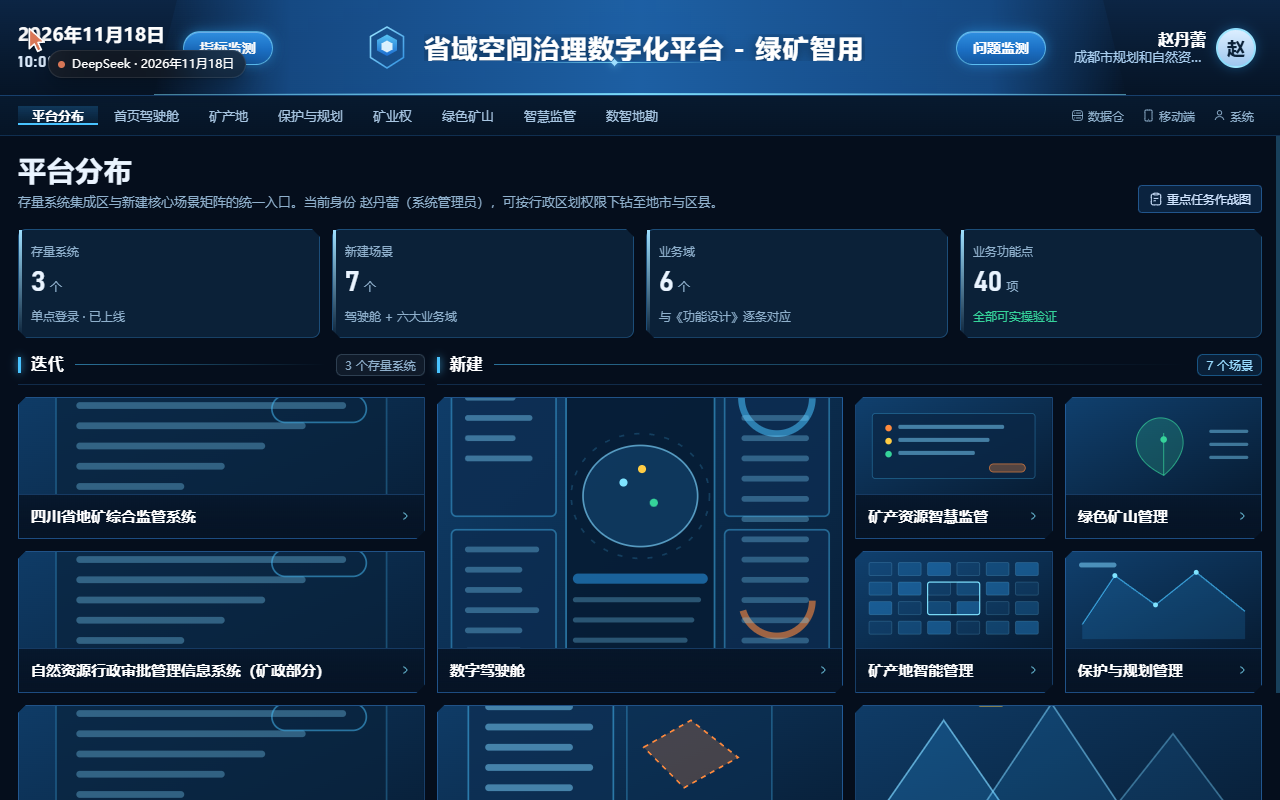 2026年11月18日
10:0
DeepSeek · 2026年11月18日
指标监测
省域空间治理数字化平台 - 绿矿智用
问题监测
赵丹蕾
成都市规划和自然资...
赵
平台分布
首页驾驶舱
矿产地
保护与规划
矿业权
绿色矿山
智慧监管
数智地勘
数据仓
移动端
系统
平台分布
存量系统集成区与新建核心场景矩阵的统一入口。当前身份 赵丹蕾（系统管理员），可按行政区划权限下钻至地市与区县。
重点任务作战图
存量系统
3 个
单点登录 · 已上线
新建场景
7 个
驾驶舱 + 六大业务域
业务域
6 个
与《功能设计》逐条对应
业务功能点
40 项
全部可实操验证
迭代
3 个存量系统
新建
7 个场景
四川省地矿综合监管系统
自然资源行政审批管理信息系统（矿政部分）
数字驾驶舱
矿产资源智慧监管
绿色矿山管理
矿产地智能管理
保护与规划管理